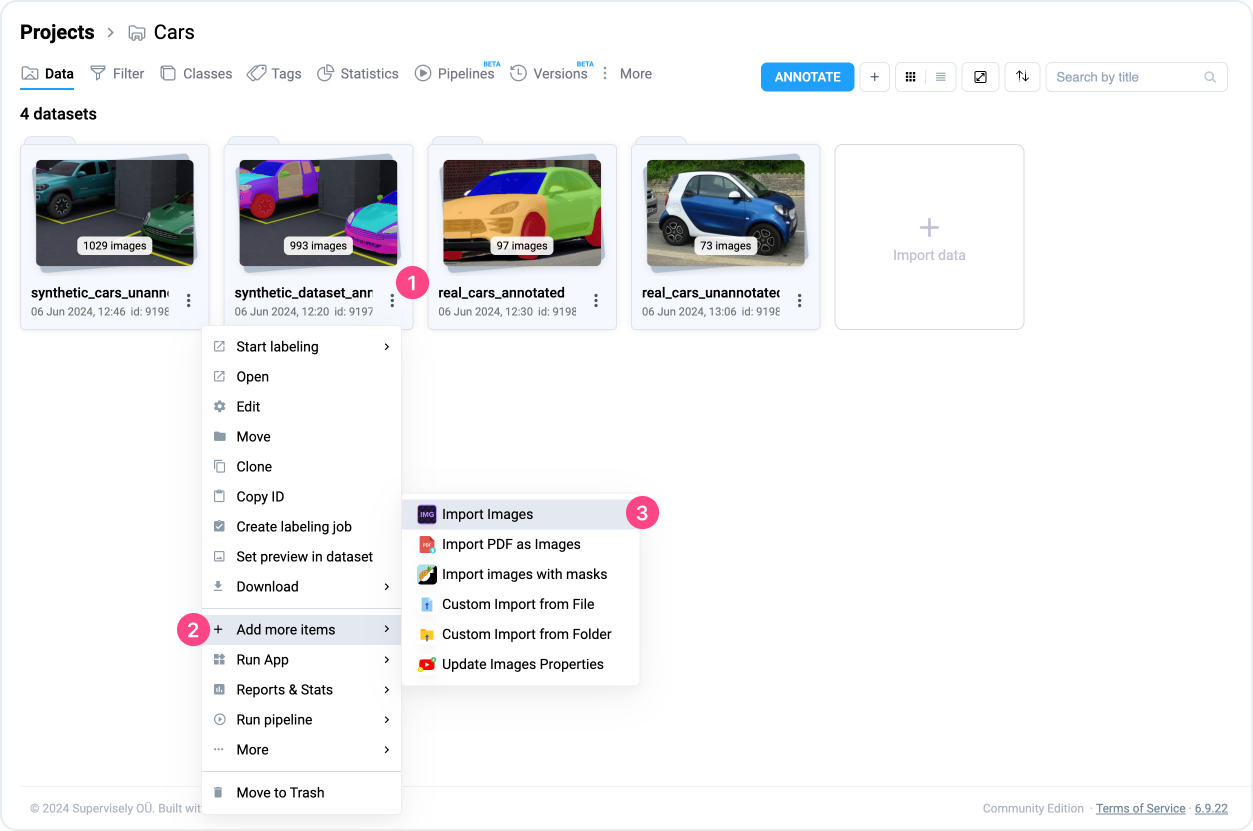 Projects > Cars
Data Filter Classes Tags Statistics Pipelines BETA Versions BETA More
ANNOTATE + Search by title
4 datasets
1029 images
synthetic_cars_unann
06 Jun 2024, 12:46 id: 9198
993 images
synthetic_dataset_ann
06 Jun 2024, 12:20 id: 9197
1
97 images
real_cars_annotated
06 Jun 2024, 12:30 id: 9198
73 images
real_cars_unannotated
06 Jun 2024, 13:06 id: 9198
+
Import data
Start labeling
Open
Edit
Move
Clone
Copy ID
Create labeling job
Set preview in dataset
Download
2 + Add more items
Run App
Reports & Stats
Run pipeline
More
Move to Trash
IMG Import Images 3
PDF Import PDF as Images
Import images with masks
Custom Import from File
Custom Import from Folder
Update Images Properties
© 2024 Supervisely OÜ. Built wit
Community Edition · Terms of Service · 6.9.22